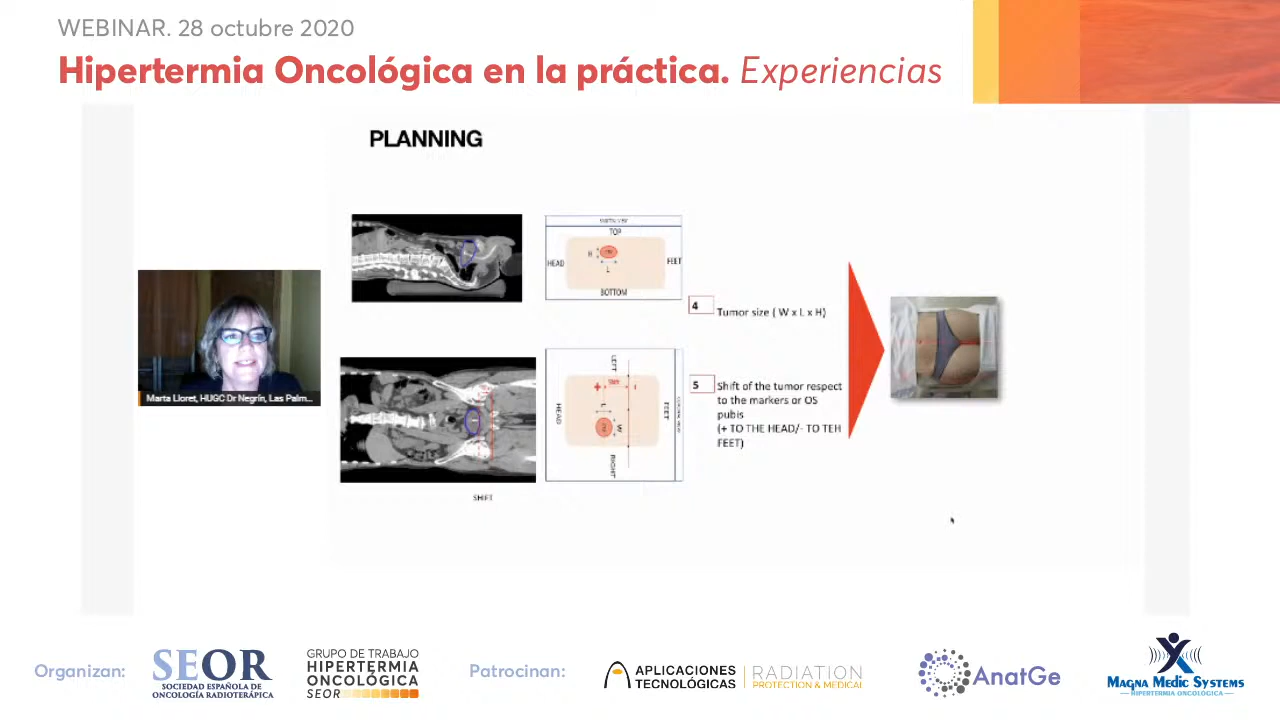 WEBINAR. 28 octubre 2020
Hipertermia Oncológica en la práctica. Experiencias
PLANNING
TOP
H
HEAD
FEET
L
BOTTOM
4
Tumor size ( W x L x H)
LEFT
HEAD
L
W
FEET
RIGHT
5
Shift of the tumor respect
to the markers or OS
pubis
(+ TO THE HEAD/- TO TEH
FEET)
SHIFT
Marta Lloret, HUGC Dr Negrín, Las Palm...
Organizan:
SEOR
SOCIEDAD ESPAÑOLA DE
ONCOLOGÍA RADIOTERÁPICA
GRUPO DE TRABAJO
HIPERTERMIA
ONCOLÓGICA
SEOR
Patrocinan:
APLICACIONES
TECNOLÓGICAS
RADIATION
PROTECTION & MEDICAL
AnatGe
MAGNA MEDIC SYSTEMS
HIPERTERMIA ONCOLÓGICA